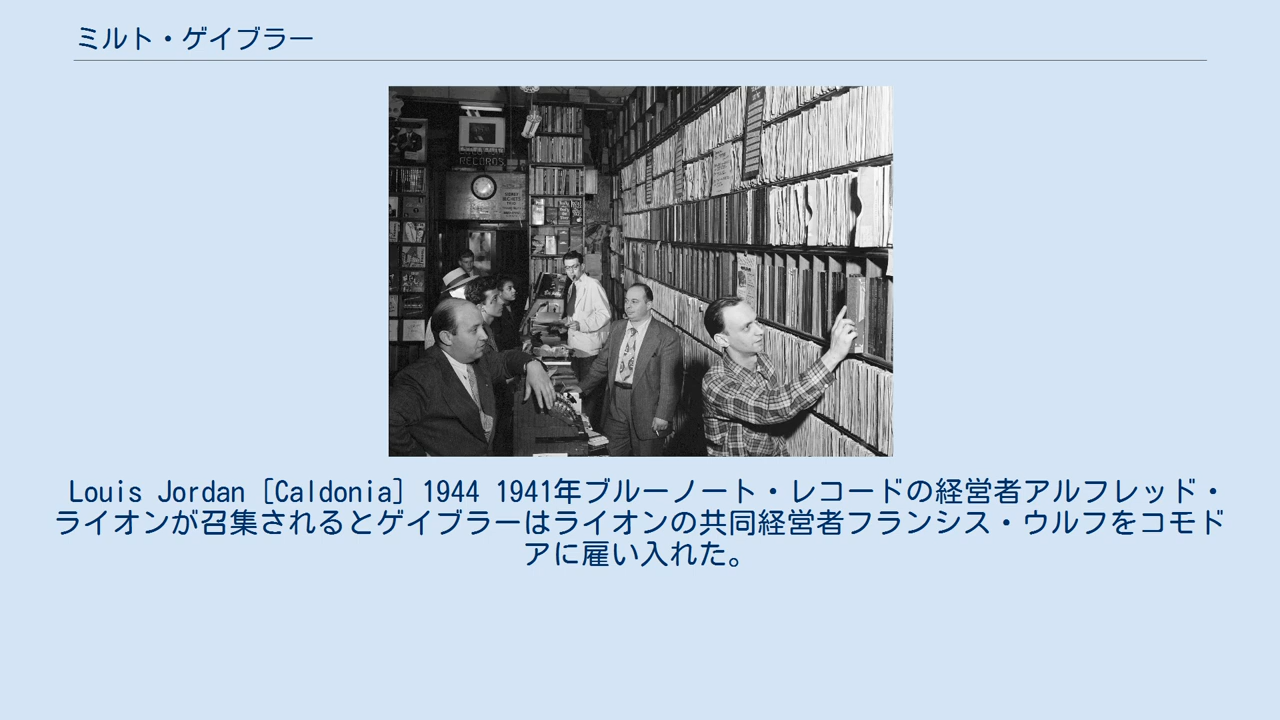 ミルト・ゲイブラー
RECORDS
Louis Jordan [Caldonia] 1944 1941年ブルーノート・レコードの経営者アルフレッド・
ライオンが召集されるとゲイブラーはライオンの共同経営者フランシス・ウルフをコモド
アに雇い入れた。